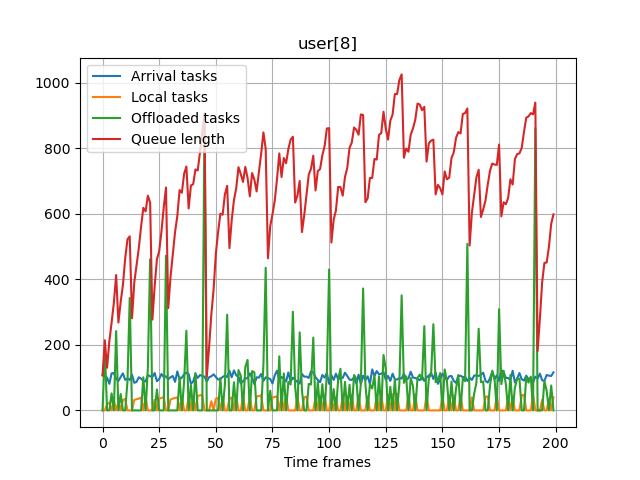 user[8]
Arrival tasks
Local tasks
Offloaded tasks
Queue length
1000
800
600
400
200
0
0 25 50 75 100 125 150 175 200
Time frames